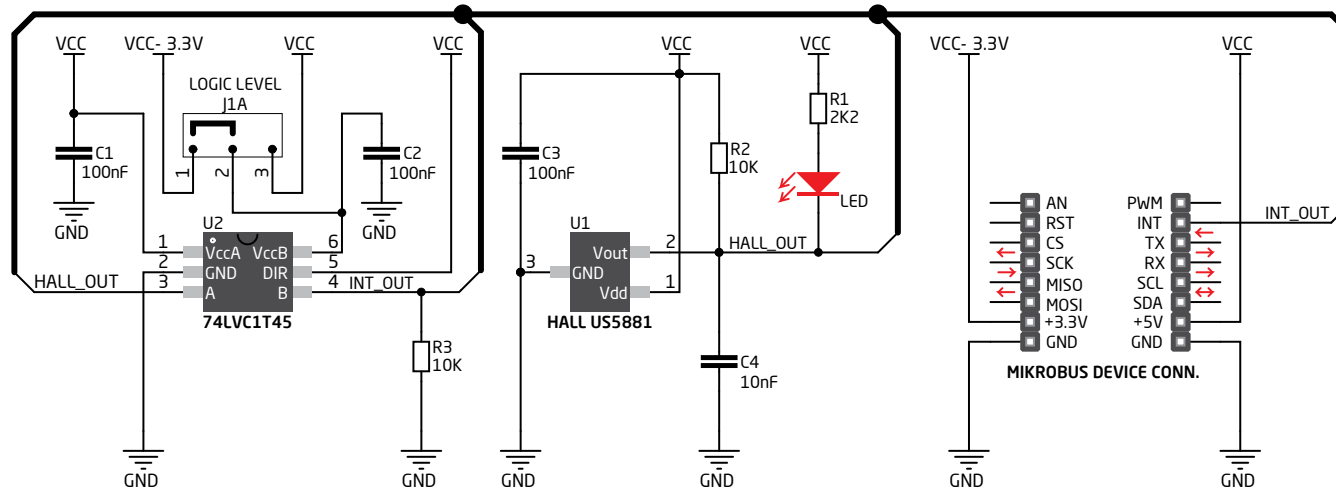 VCC
VCC- 3.3V
VCC
VCC
LOGIC LEVEL
J1A
C1
100nF
1
2
3
C2
100nF
GND
GND
U2
1
VccA
VccB
6
2
GND
DIR
5
HALL_OUT
3
A
B
4
INT_OUT
74LVC1T45
R3
10K
GND
GND
VCC
VCC
R1
2K2
C3
100nF
R2
10K
LED
U1
Vout
2
HALL_OUT
3
GND
Vdd
1
HALL US5881
C4
10nF
GND
GND
VCC- 3.3V
VCC
AN
PWM
RST
INT
INT_OUT
CS
TX
SCK
RX
MISO
SCL
MOSI
SDA
+3.3V
+5V
GND
GND
MIKROBUS DEVICE CONN.
GND
GND